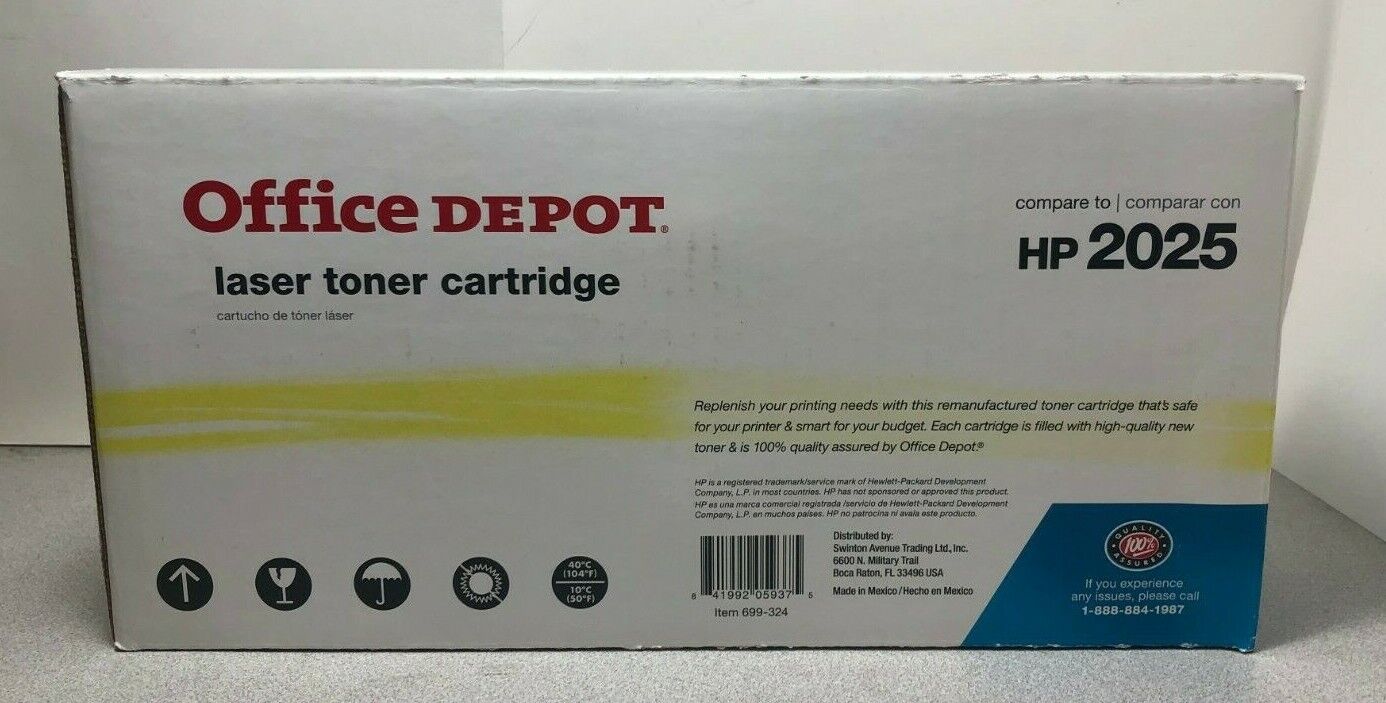 Office DEPOT®
laser toner cartridge
cartucho de tóner láser
compare to | comparar con
HP 2025
Replenish your printing needs with this remanufactured toner cartridge that's safe
for your printer & smart for your budget. Each cartridge is filled with high-quality new
toner & is 100% quality assured by Office Depot.®
HP is a registered trademark/service mark of Hewlett-Packard Development
Company, L.P. in most countries. HP has not sponsored or approved this product.
HP es una marca comercial registrada /servicio de Hewlett-Packard Development
Company, L.P. en muchos países. HP no patrocina ni avala este producto.
40°C
(104°F)
10°C
(50°F)
8 41992 05937 5
Item 699-324
Distributed by:
Swinton Avenue Trading Ltd., Inc.
6600 N. Military Trail
Boca Raton, FL 33496 USA
Made in Mexico/Hecho en Mexico
QUALITY
100%
ASSURED
If you experience
any issues, please call
1-888-884-1987